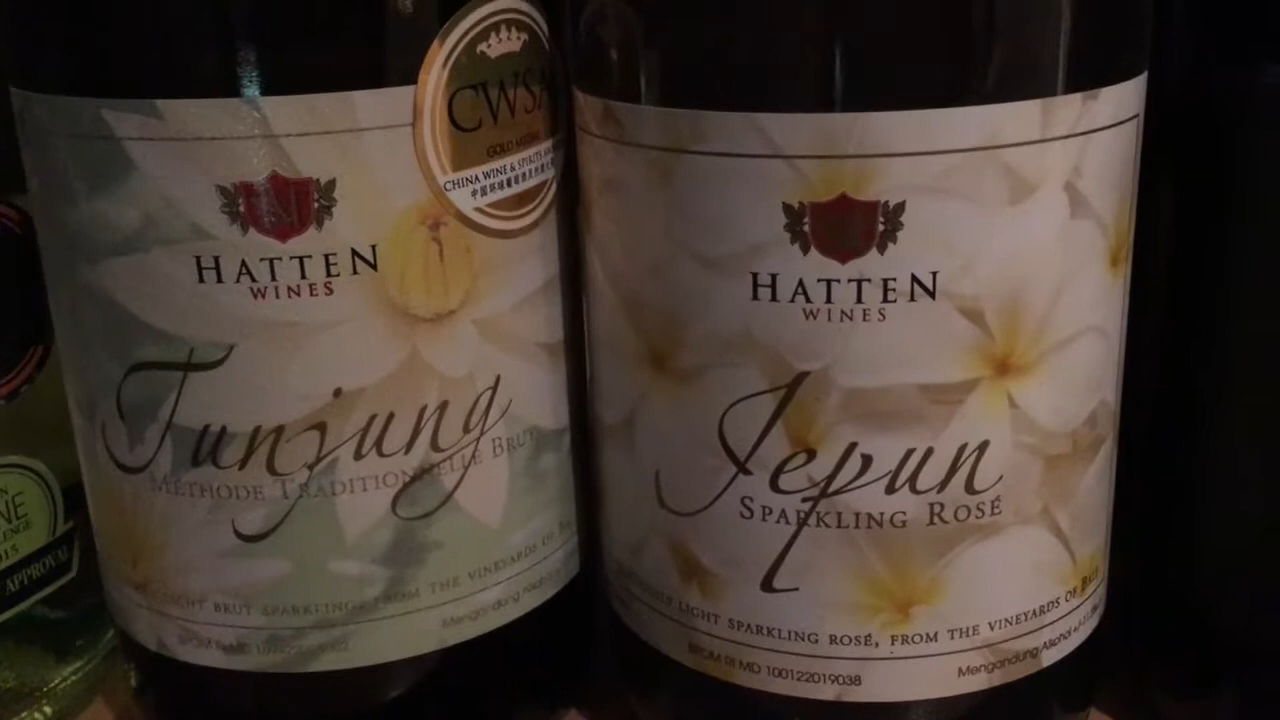 CWSA
GOLD MEDAL
CHINA WINE & SPIRITS
HATTEN
WINES
Tunjung
MÉTHODE TRADITIONNELLE BRUT
LIGHT BRUT SPARKLING, FROM THE VINEYARDS OF
Mengandung
HATTEN
WINES
Jepun
SPARKLING ROSÉ
LIGHT SPARKLING ROSÉ, FROM THE VINEYARDS OF BALI
BPOM RI MD 100122019038
Mengandung Alkohol
2015
APPROVAL